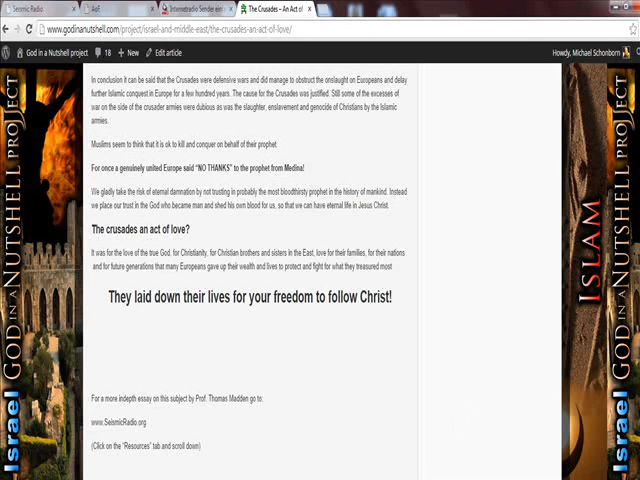 Seismic Radio
AoE
Internetradio Sender ein
The Crusades – An Act of
www.godinanutshell.com/project/israel-and-middle-east/the-crusades-an-act-of-love/
God in a Nutshell project
18
New
Edit article
Howdy, Michael Schonborn
In conclusion it can be said that the Crusades were defensive wars and did manage to obstruct the onslaught on Europeans and delay
further Islamic conquest in Europe for a few hundred years. The cause for the Crusades was justified. Still some of the excesses of
war on the side of the crusader armies were dubious as was the slaughter, enslavement and genocide of Christians by the Islamic
armies.
Muslims seem to think that it is ok to kill and conquer on behalf of their prophet.
For once a genuinely united Europe said “NO THANKS” to the prophet from Medina!
We gladly take the risk of eternal damnation by not trusting in probably the most bloodthirsty prophet in the history of mankind. Instead
we place our trust in the God who became man and shed his own blood for us, so that we can have eternal life in Jesus Christ.
The crusades an act of love?
It was for the love of the true God, for Christianity, for Christian brothers and sisters in the East, love for their families, for their nations
and for future generations that many Europeans gave up their wealth and lives to protect and fight for what they treasured most
They laid down their lives for your freedom to follow Christ!
For a more indepth essay on this subject by Prof. Thomas Madden go to:
www.SeismicRadio.org
(Click on the “Resources” tab and scroll down)
Israel GOD IN A NUTSHELL PROJECT
ISLAM
Israel GOD IN A NUTSHELL PROJECT